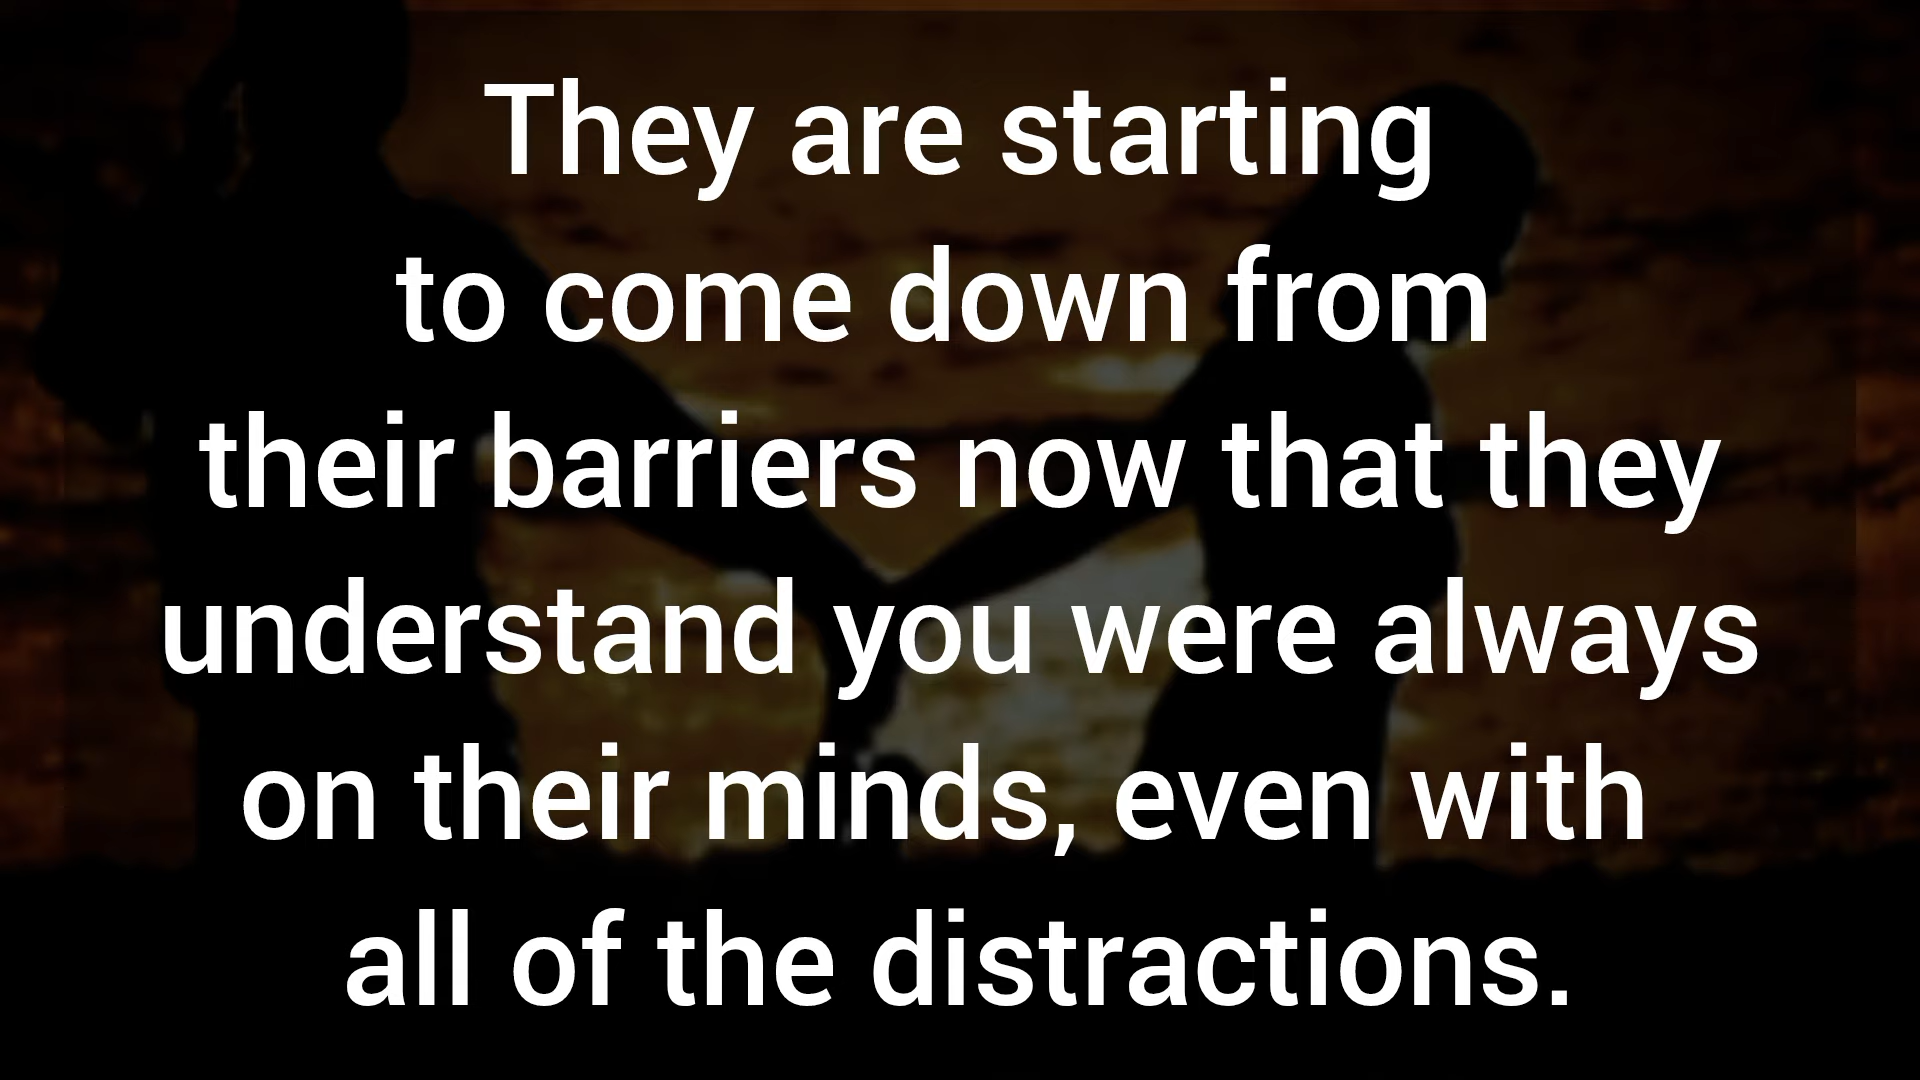 They are starting
to come down from
their barriers now that they
understand you were always
on their minds, even with
all of the distractions.